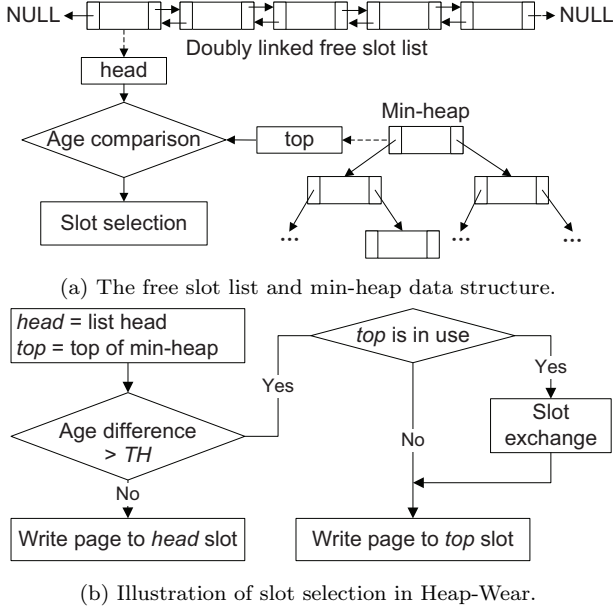 NULL
NULL
Doubly linked free slot list
head
Min-heap
Age comparison
top
Slot selection
...
...
...
(a) The free slot list and min-heap data structure.
head = list head
top = top of min-heap
top is in use
Yes
Yes
Age difference
> TH
Slot
exchange
No
No
Write page to head slot
Write page to top slot
(b) Illustration of slot selection in Heap-Wear.